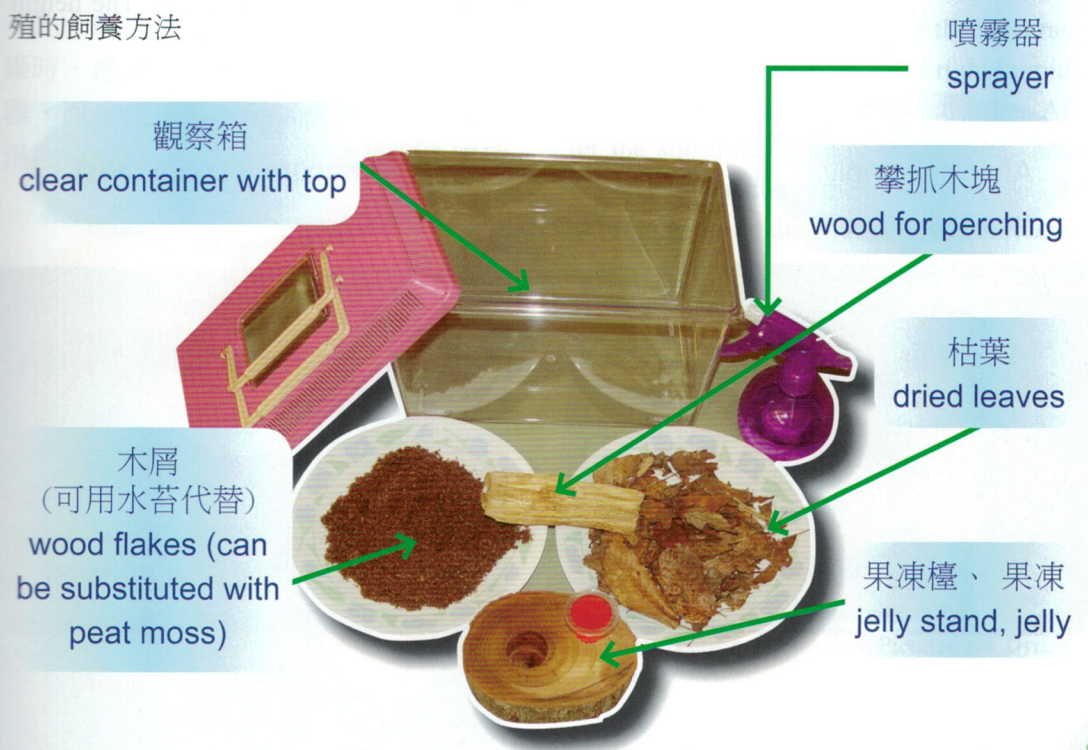 殖的飼養方法
噴霧器
sprayer
觀察箱
clear container with top
攀抓木塊
wood for perching
枯葉
dried leaves
木屑
(可用水苔代替)
wood flakes (can
be substituted with
peat moss)
果凍檯、果凍
jelly stand, jelly